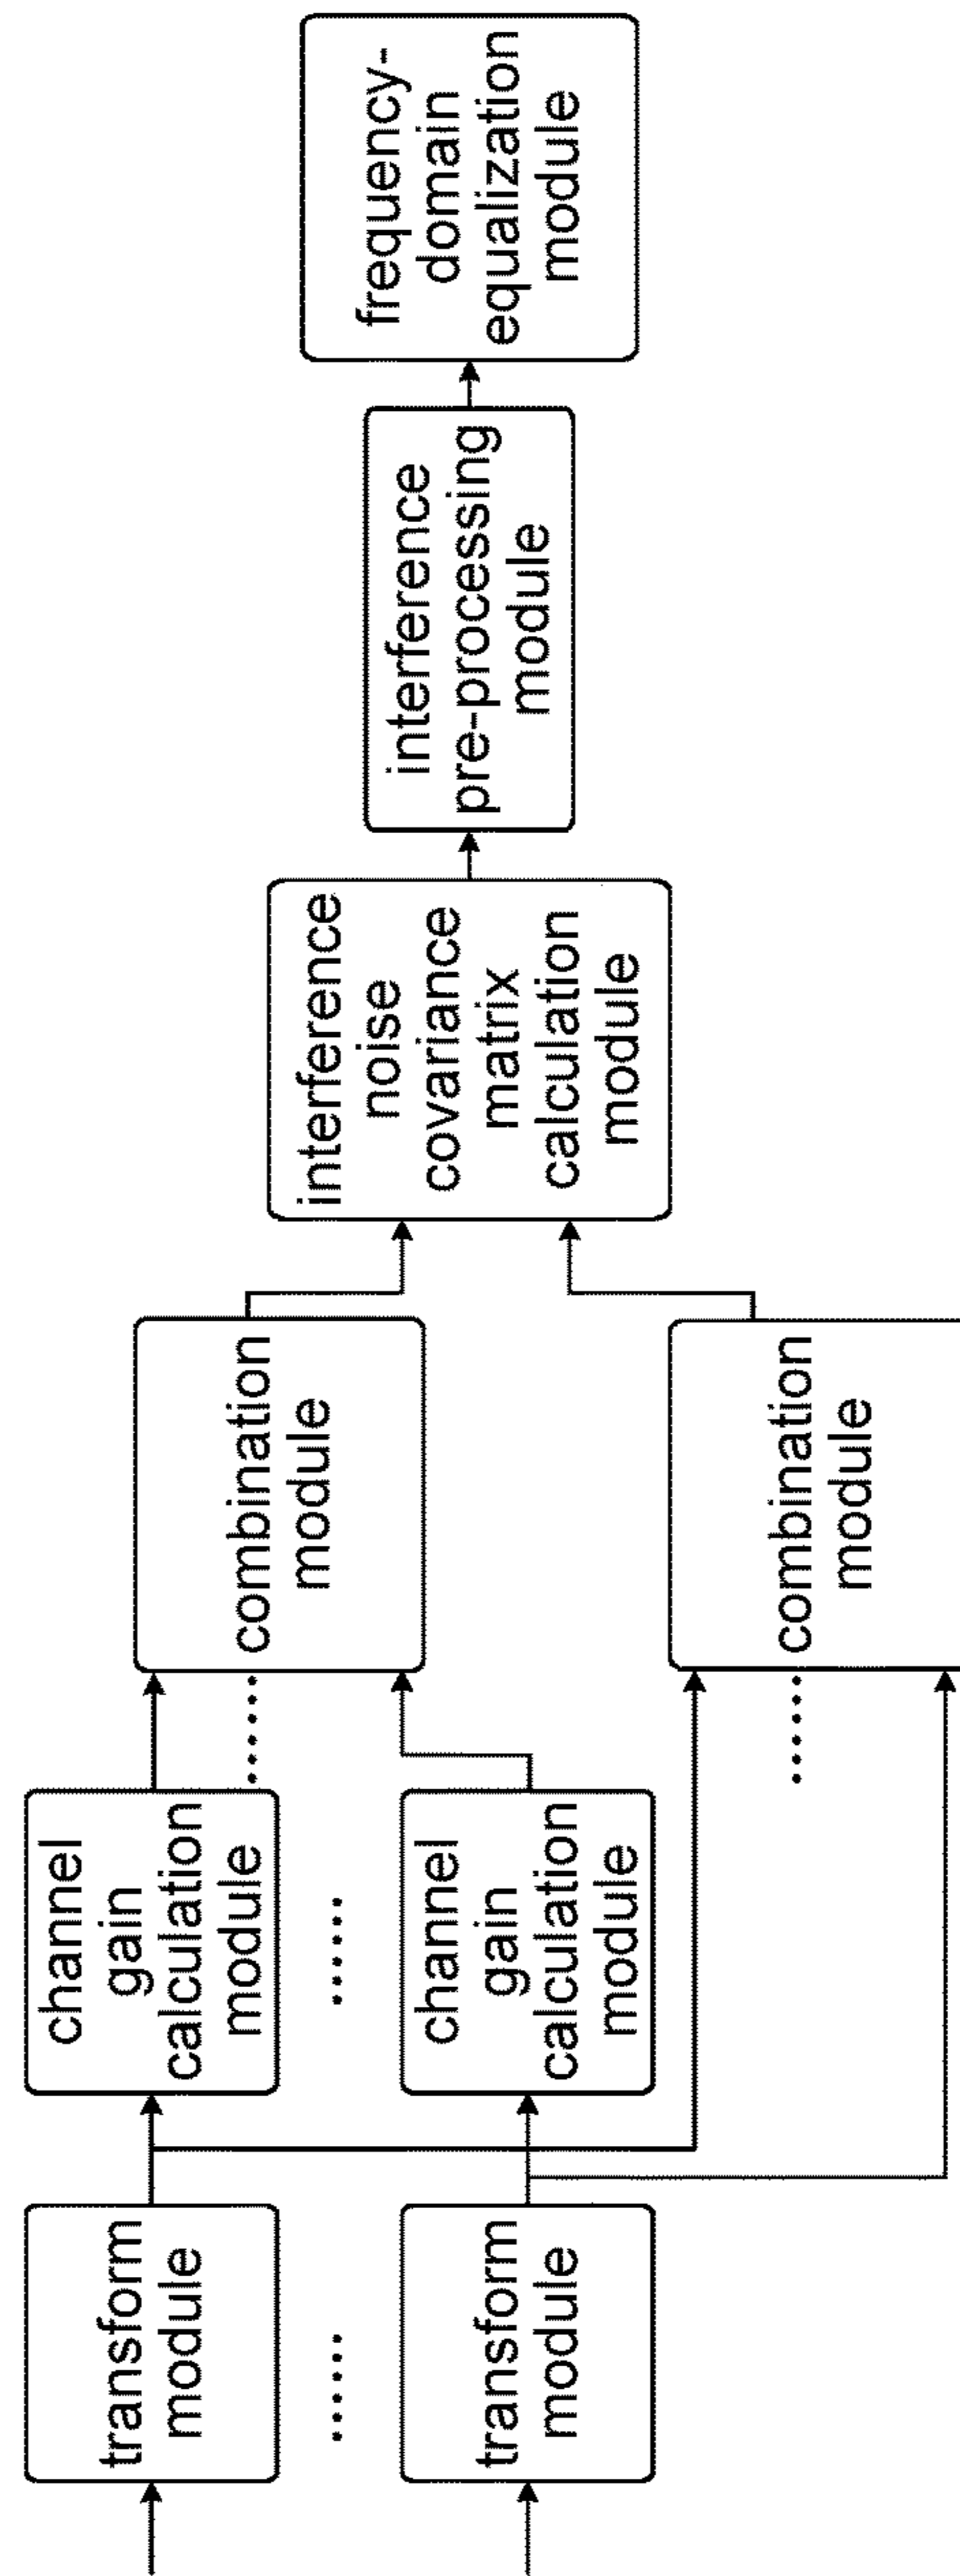 transform
module
......
transform
module
channel
gain
calculation
module
......
channel
gain
calculation
module
combination
module
......
combination
module
......
interference
noise
covariance
matrix
calculation
module
interference
pre-processing
module
frequency-
domain
equalization
module